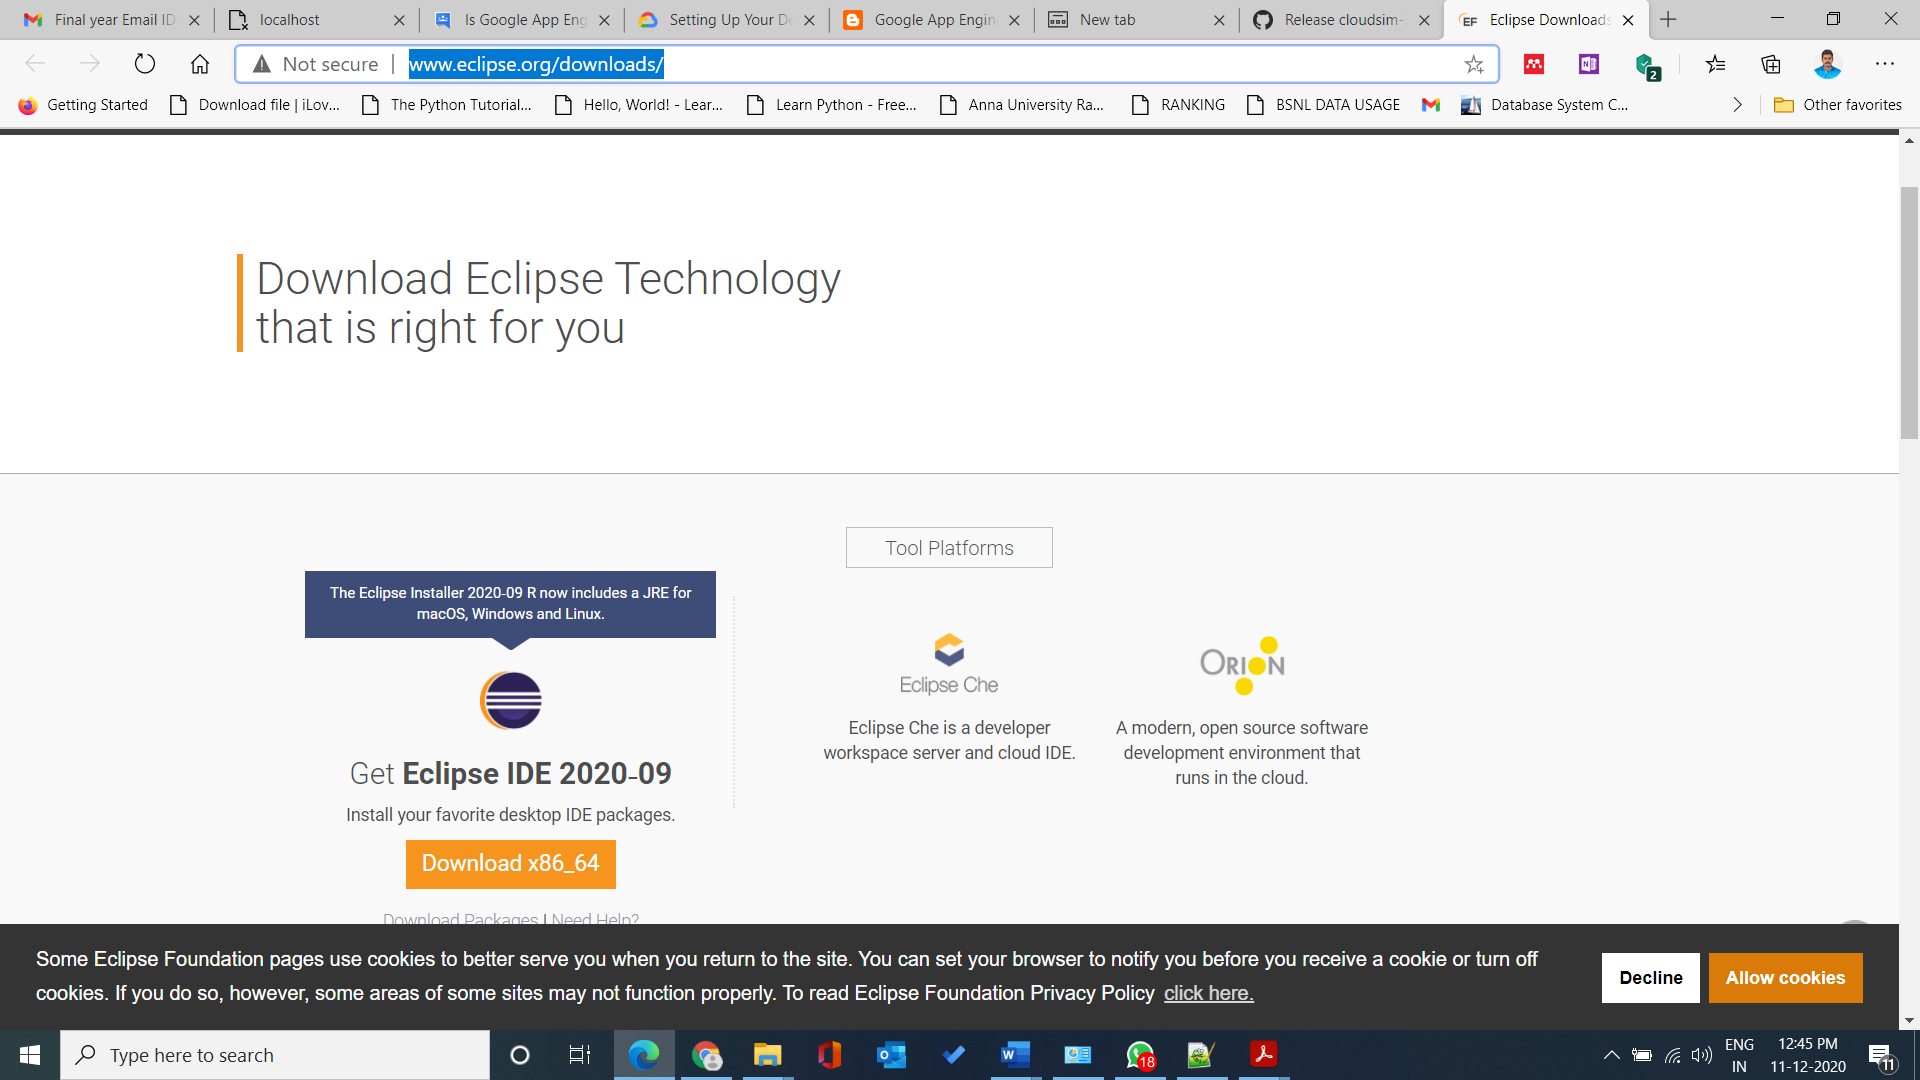 Final year Email ID
localhost
Is Google App Eng
Setting Up Your De
Google App Engin
New tab
Release cloudsim-
Eclipse Downloads
Not secure
www.eclipse.org/downloads/
2
Getting Started
Download file | iLov...
The Python Tutorial...
Hello, World! - Lear...
Learn Python - Free...
Anna University Ra...
RANKING
BSNL DATA USAGE
Database System C...
Other favorites
Download Eclipse Technology
that is right for you
Tool Platforms
The Eclipse Installer 2020-09 R now includes a JRE for
macOS, Windows and Linux.
Get Eclipse IDE 2020-09
Install your favorite desktop IDE packages.
Download x86_64
Download Packages | Need Help?
Eclipse Che
Eclipse Che is a developer
workspace server and cloud IDE.
ORION
A modern, open source software
development environment that
runs in the cloud.
Some Eclipse Foundation pages use cookies to better serve you when you return to the site. You can set your browser to notify you before you receive a cookie or turn off
cookies. If you do so, however, some areas of some sites may not function properly. To read Eclipse Foundation Privacy Policy click here.
Decline
Allow cookies
Type here to search
18
ENG
IN
12:45 PM
11-12-2020
11